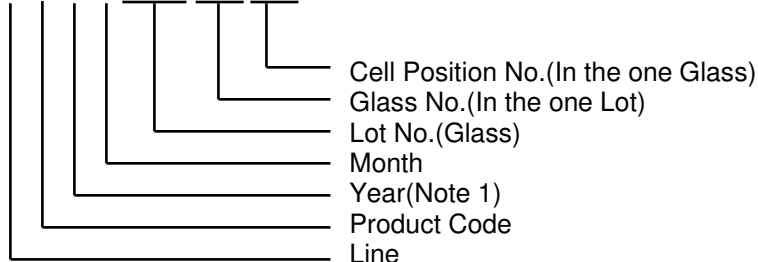 Cell Position No.(In the one Glass)
Glass No.(In the one Lot)
Lot No.(Glass)
Month
Year(Note 1)
Product Code
Line